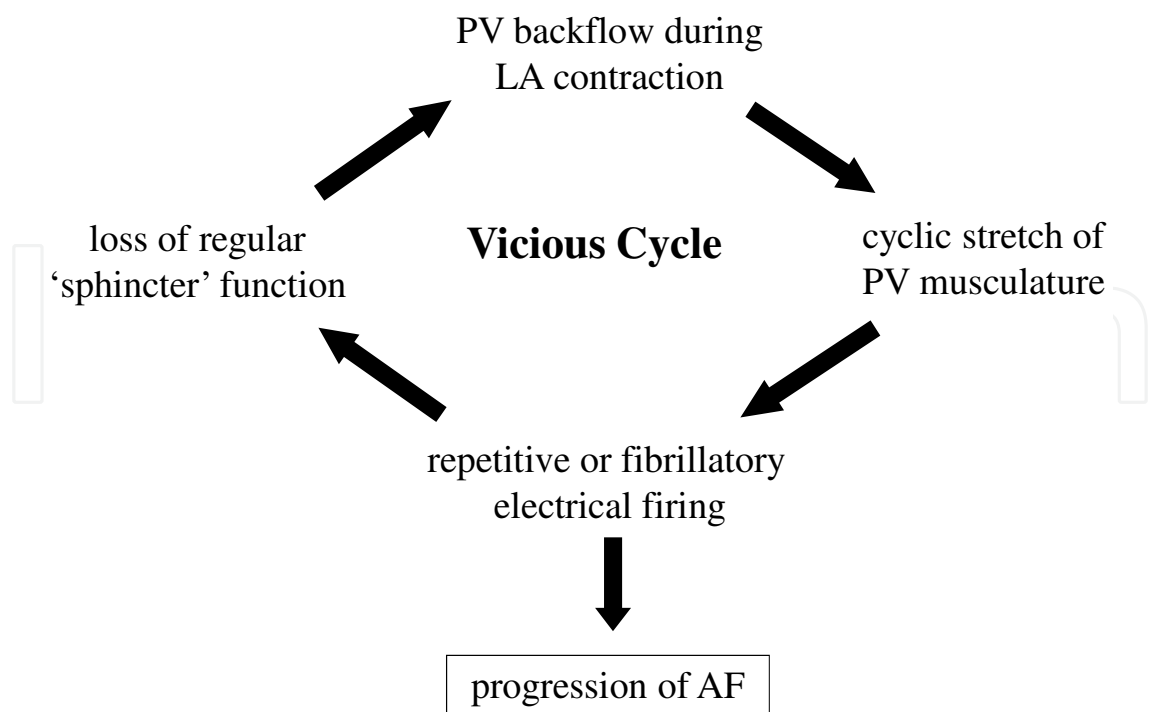 PV backflow during
LA contraction
loss of regular
‘sphincter’ function
Vicious Cycle
cyclic stretch of
PV musculature
repetitive or fibrillatory
electrical firing
progression of AF